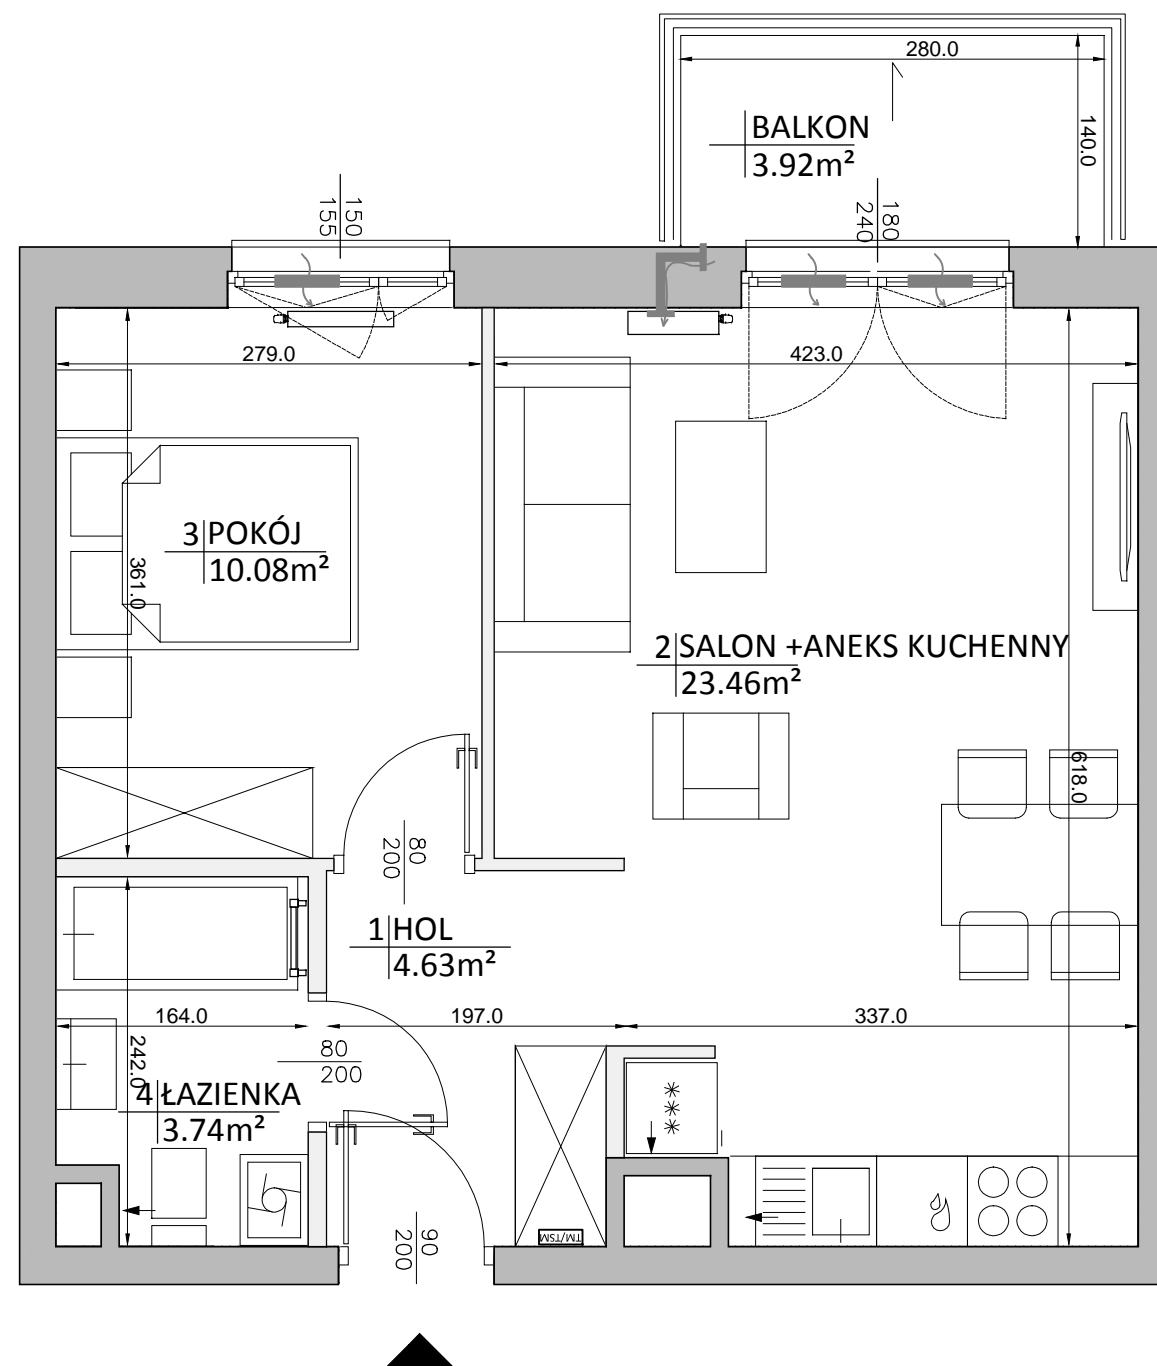 280.0
BALKON
3.92m²
140.0
150
155
180
240
279.0
423.0
3 POKÓJ
10.08m²
361.0
2 SALON +ANEKS KUCHENNY
23.46m²
618.0
80
200
1 HOL
4.63m²
164.0
197.0
337.0
80
200
242.0
4 ŁAZIENKA
3.74m²
90
200
TM/TSM